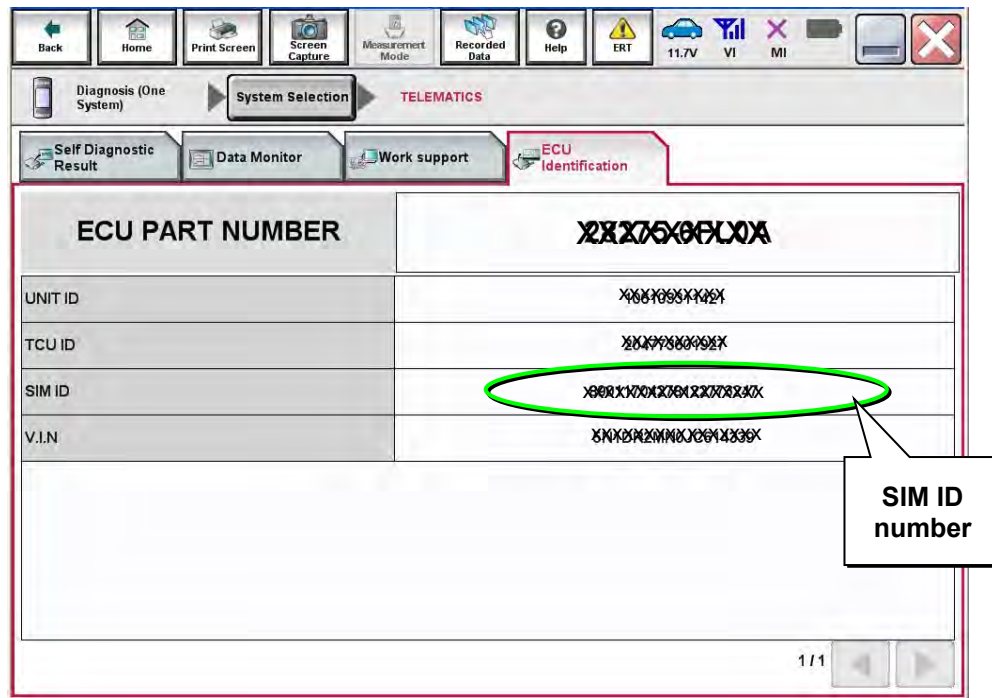 Back
Home
Print Screen
Screen
Capture
Measurement
Mode
Recorded
Data
Help
ERT
11.7V
VI
MI
Diagnosis (One
System)
System Selection
TELEMATICS
Self Diagnostic
Result
Data Monitor
Work support
ECU
Identification
ECU PART NUMBER
UNIT ID
TCU ID
SIM ID
V.I.N
SIM ID
number
1/1